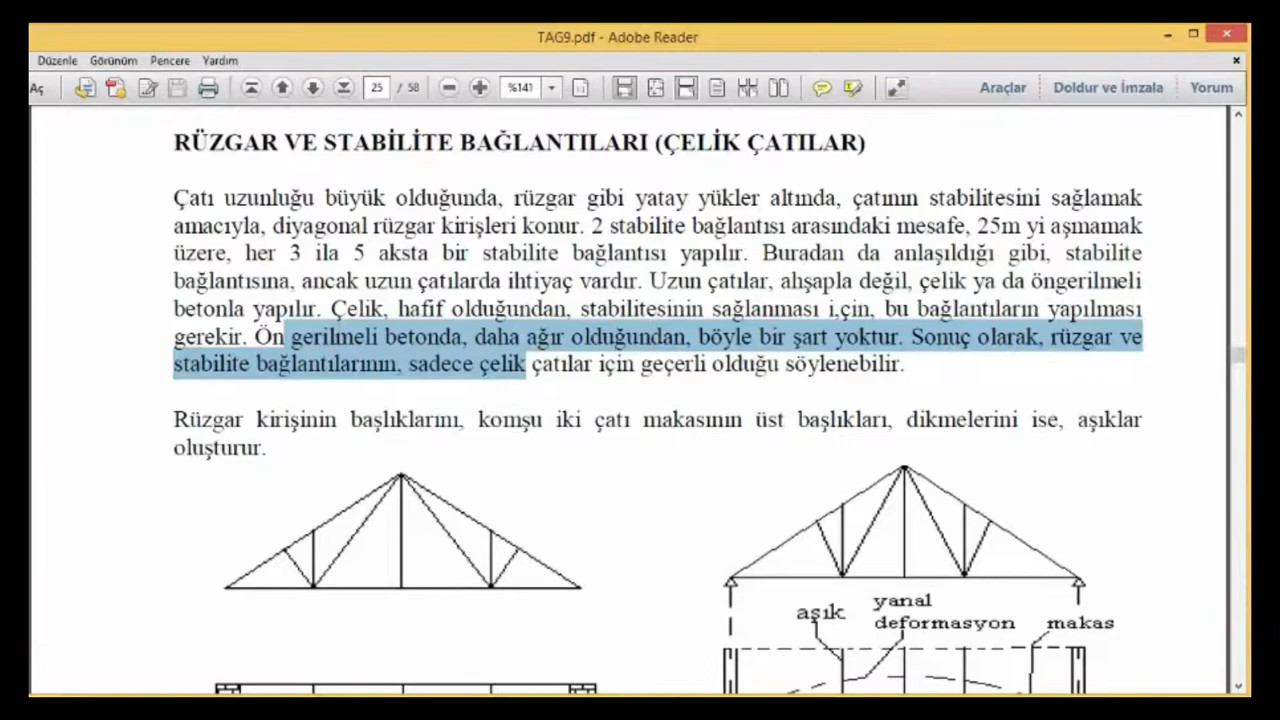 TAG9.pdf - Adobe Reader
Düzenle Görünüm Pencere Yardım
Aç 25 / 58 %141 Araçlar Doldur ve İmzala Yorum
RÜZGAR VE STABİLİTE BAĞLANTILARI (ÇELİK ÇATILAR)
Çatı uzunluğu büyük olduğunda, rüzgar gibi yatay yükler altında, çatının stabilitesini sağlamak
amacıyla, diyagonal rüzgar kirişleri konur. 2 stabilite bağlantısı arasındaki mesafe, 25m yi aşmamak
üzere, her 3 ila 5 aksta bir stabilite bağlantısı yapılır. Buradan da anlaşıldığı gibi, stabilite
bağlantısına, ancak uzun çatılarda ihtiyaç vardır. Uzun çatılar, ahşapla değil, çelik ya da öngerilmeli
betonla yapılır. Çelik, hafif olduğundan, stabilitesinin sağlanması i,çin, bu bağlantıların yapılması
gerekir. Ön gerilmeli betonda, daha ağır olduğundan, böyle bir şart yoktur. Sonuç olarak, rüzgar ve
stabilite bağlantılarının, sadece çelik çatılar için geçerli olduğu söylenebilir.
Rüzgar kirişinin başlıklarını, komşu iki çatı makasının üst başlıkları, dikmelerini ise, aşıklar
oluşturur.
aşık
yanal
deformasyon
makas